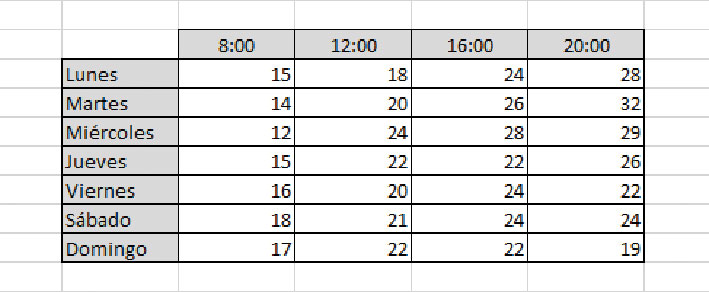 8:00 12:00 16:00 20:00
Lunes 15 18 24 28
Martes 14 20 26 32
Miércoles 12 24 28 29
Jueves 15 22 22 26
Viernes 16 20 24 22
Sábado 18 21 24 24
Domingo 17 22 22 19